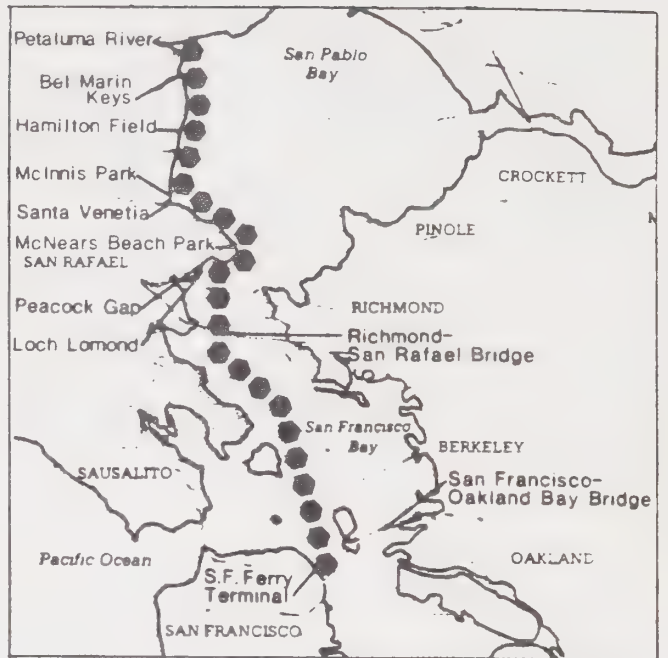 Petaluma River
San Pablo
Bay
Bel Marin
Keys
Hamilton Field
McInnis Park
CROCKETT
Santa Venetia
PINOLE
McNears Beach Park
SAN RAFAEL
Peacock Gap
RICHMOND
Loch Lomond
Richmond-
San Rafael Bridge
San Francisco
Bay
BERKELEY
SAUSALITO
San Francisco-
Oakland Bay Bridge
Pacific Ocean
OAKLAND
S.F. Ferry
Terminal
SAN FRANCISCO